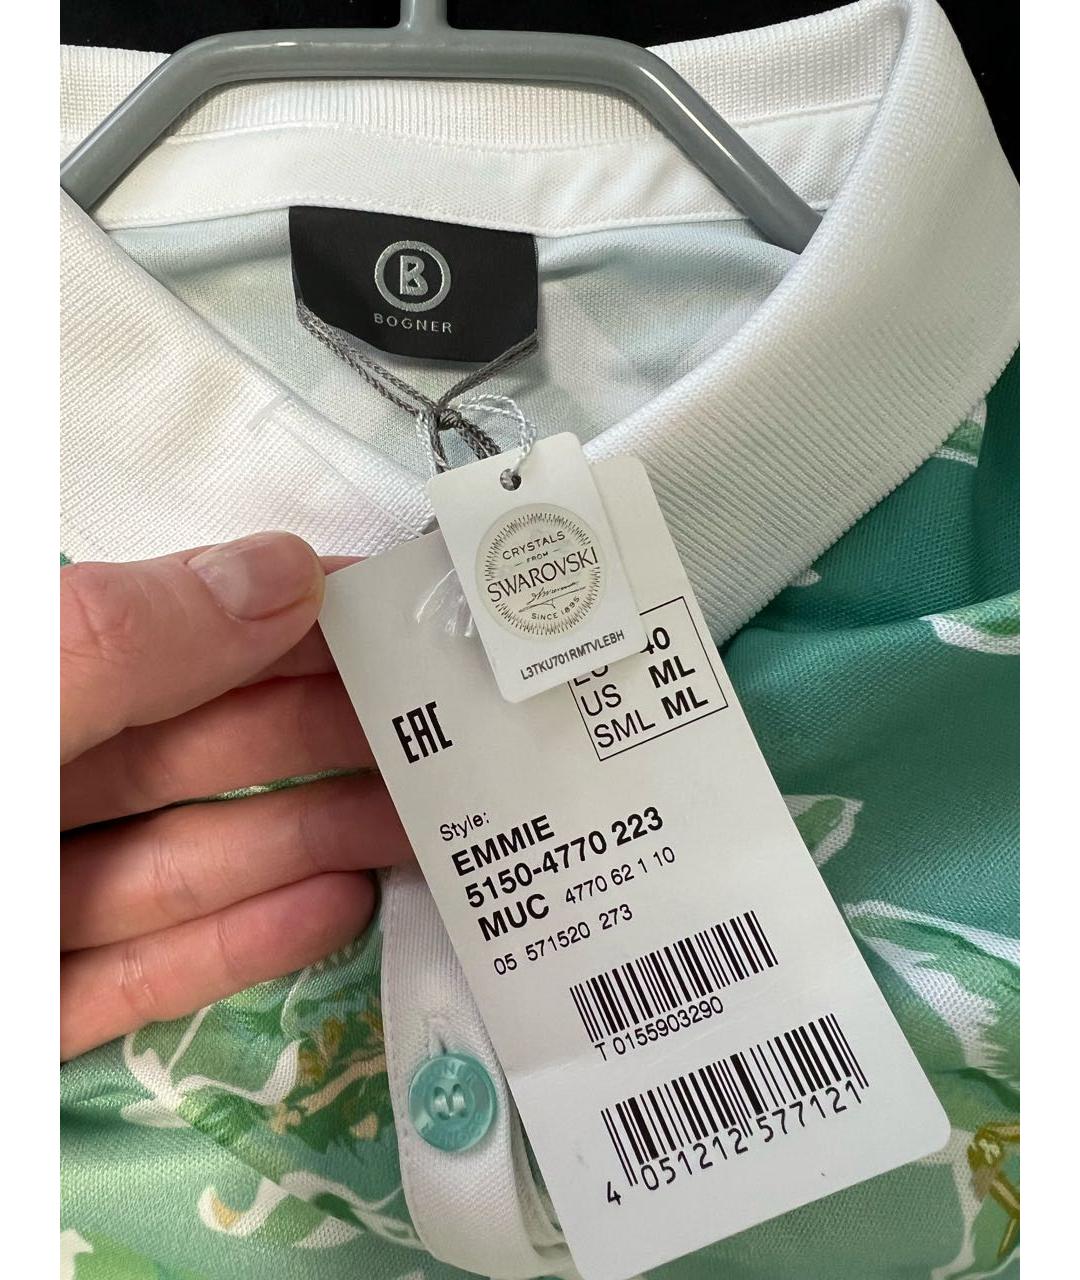 B
BOGNER
CRYSTALS
FROM
SWAROVSKI
SINCE 1895
L3TKU701RMTVLEBH
EAC
40
US ML
SML ML
Style:
EMMIE
5150-4770 223
MUC 4770 62 1 10
05 571520 273
T 0155903290
4 051212 577121